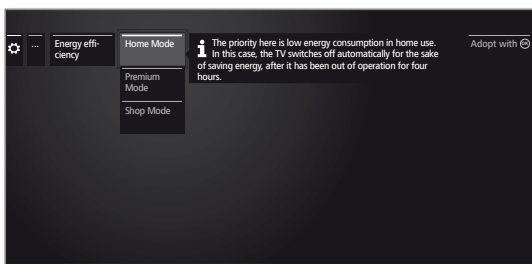 ...
Energy effi-
ciency
Home Mode
Premium
Mode
Shop Mode
i The priority here is low energy consumption in home use.
In this case, the TV switches off automatically for the sake
of saving energy, after it has been out of operation for four
hours.
Adopt with OK